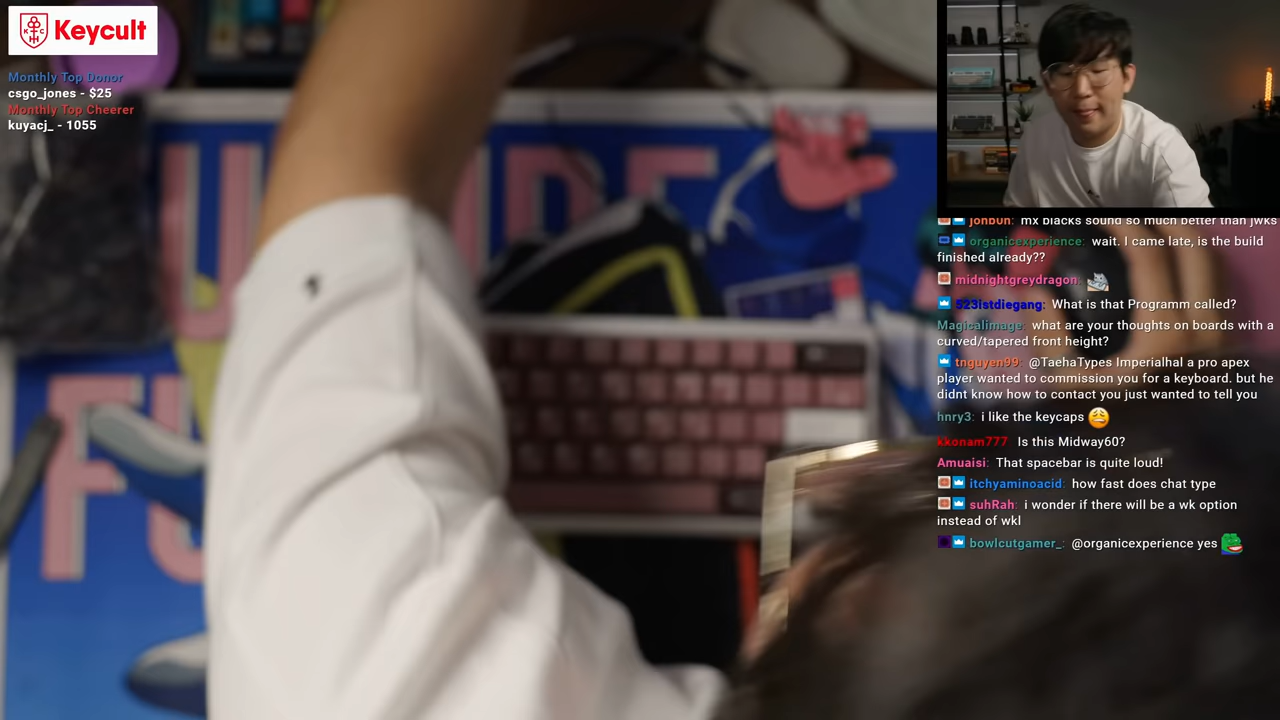 Keycult
Monthly Top Donor
csgo_jones - $25
Monthly Top Cheerer
kuyacj_ - 1055
jonb0n: mx blacks sound so much better than jwks
organicexperience: wait. I came late, is the build
finished already??
midnightgreydragon:
523istdiegang: What is that Programm called?
Magicalimage: what are your thoughts on boards with a
curved/tapered front height?
tnguyen99: @TaehaTypes Imperialhal a pro apex
player wanted to commission you for a keyboard. but he
didnt know how to contact you just wanted to tell you
hnry3: i like the keycaps
kkonam777 Is this Midway60?
Amuaisi: That spacebar is quite loud!
itchyaminoacid: how fast does chat type
suhRah: i wonder if there will be a wk option
instead of wkl
bowlcutgamer_: @organicexperience yes